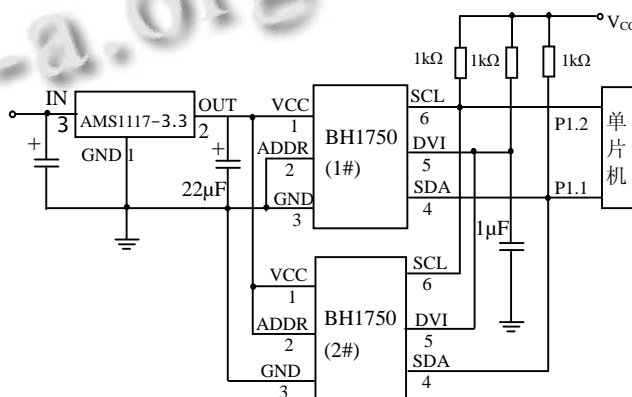 -a.org
V_CC
1kΩ 1kΩ 1kΩ
IN
3
AMS1117-3.3
OUT
2
GND 1
22μF
VCC
1
ADDR
2
GND
3
BH1750
(1#)
SCL
6
DVI
5
SDA
4
P1.2
P1.1
单片机
1μF
VCC
1
ADDR
2
GND
3
BH1750
(2#)
SCL
6
DVI
5
SDA
4
+
+